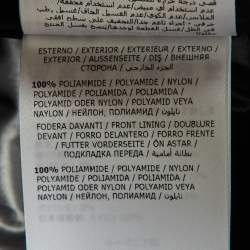 ESTERNO / EXTERIOR / EXTERIEUR / EXTERNO
/ EXTERIOR / AUSSENSEITE / DIŞ / ВНЕШНЯЯ
СТОРОНА / الجزء الخارجي
100% POLIAMMIDE / POLYAMIDE / NYLON /
POLYAMIDE / POLIAMIDA / POLIAMIDA /
POLYAMID ODER NYLON / POLYAMID VEYA
NAYLON / НЕЙЛОН, ПОЛИАМИД / نايلون
FODERA DAVANTI / FRONT LINING / DOUBLURE
DEVANT / FORRO DELANTERO / FORRO FRENTE
/ FUTTER VORDERSEITE / ÖN ASTAR /
ПОДКЛАДКА ПЕРЕДА / بطانة أمامية
100% POLIAMMIDE / POLYAMIDE / NYLON /
POLYAMIDE / POLIAMIDA / POLIAMIDA /
POLYAMID ODER NYLON / POLYAMID VEYA
NAYLON / НЕЙЛОН, ПОЛИАМИД / نايلون